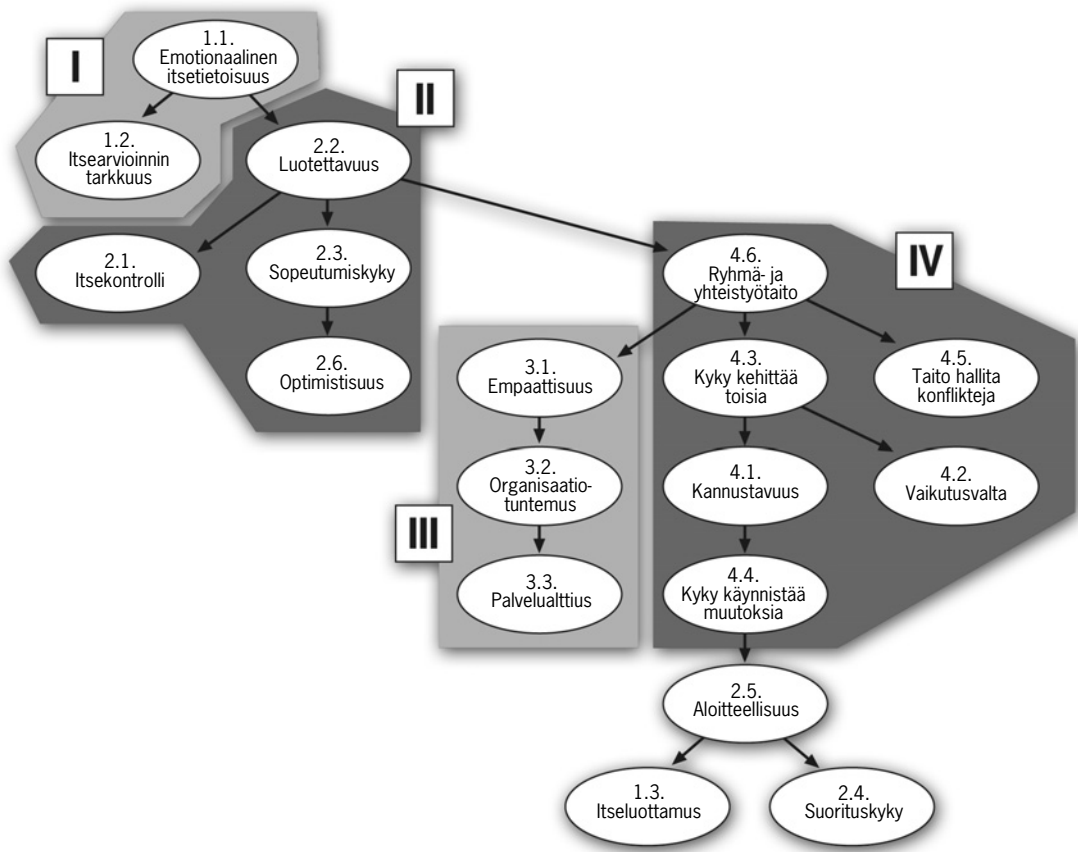 I
1.1.
Emotionaalinen
itsetietoisuus
1.2.
Itsearvioinnin
tarkkuus
II
2.2.
Luotettavuus
2.1.
Itsekontrolli
2.3.
Sopeutumiskyky
2.6.
Optimistisuus
IV
4.6.
Ryhmä- ja
yhteistyötaito
3.1.
Empaattisuus
4.3.
Kyky kehittää
toisia
4.5.
Taito hallita
konflikteja
III
3.2.
Organisaatio-
tuntemus
4.1.
Kannustavuus
4.2.
Vaikutusvalta
3.3.
Palvelualttius
4.4.
Kyky käynnistää
muutoksia
2.5.
Aloitteellisuus
1.3.
Itseluottamus
2.4.
Suorituskyky